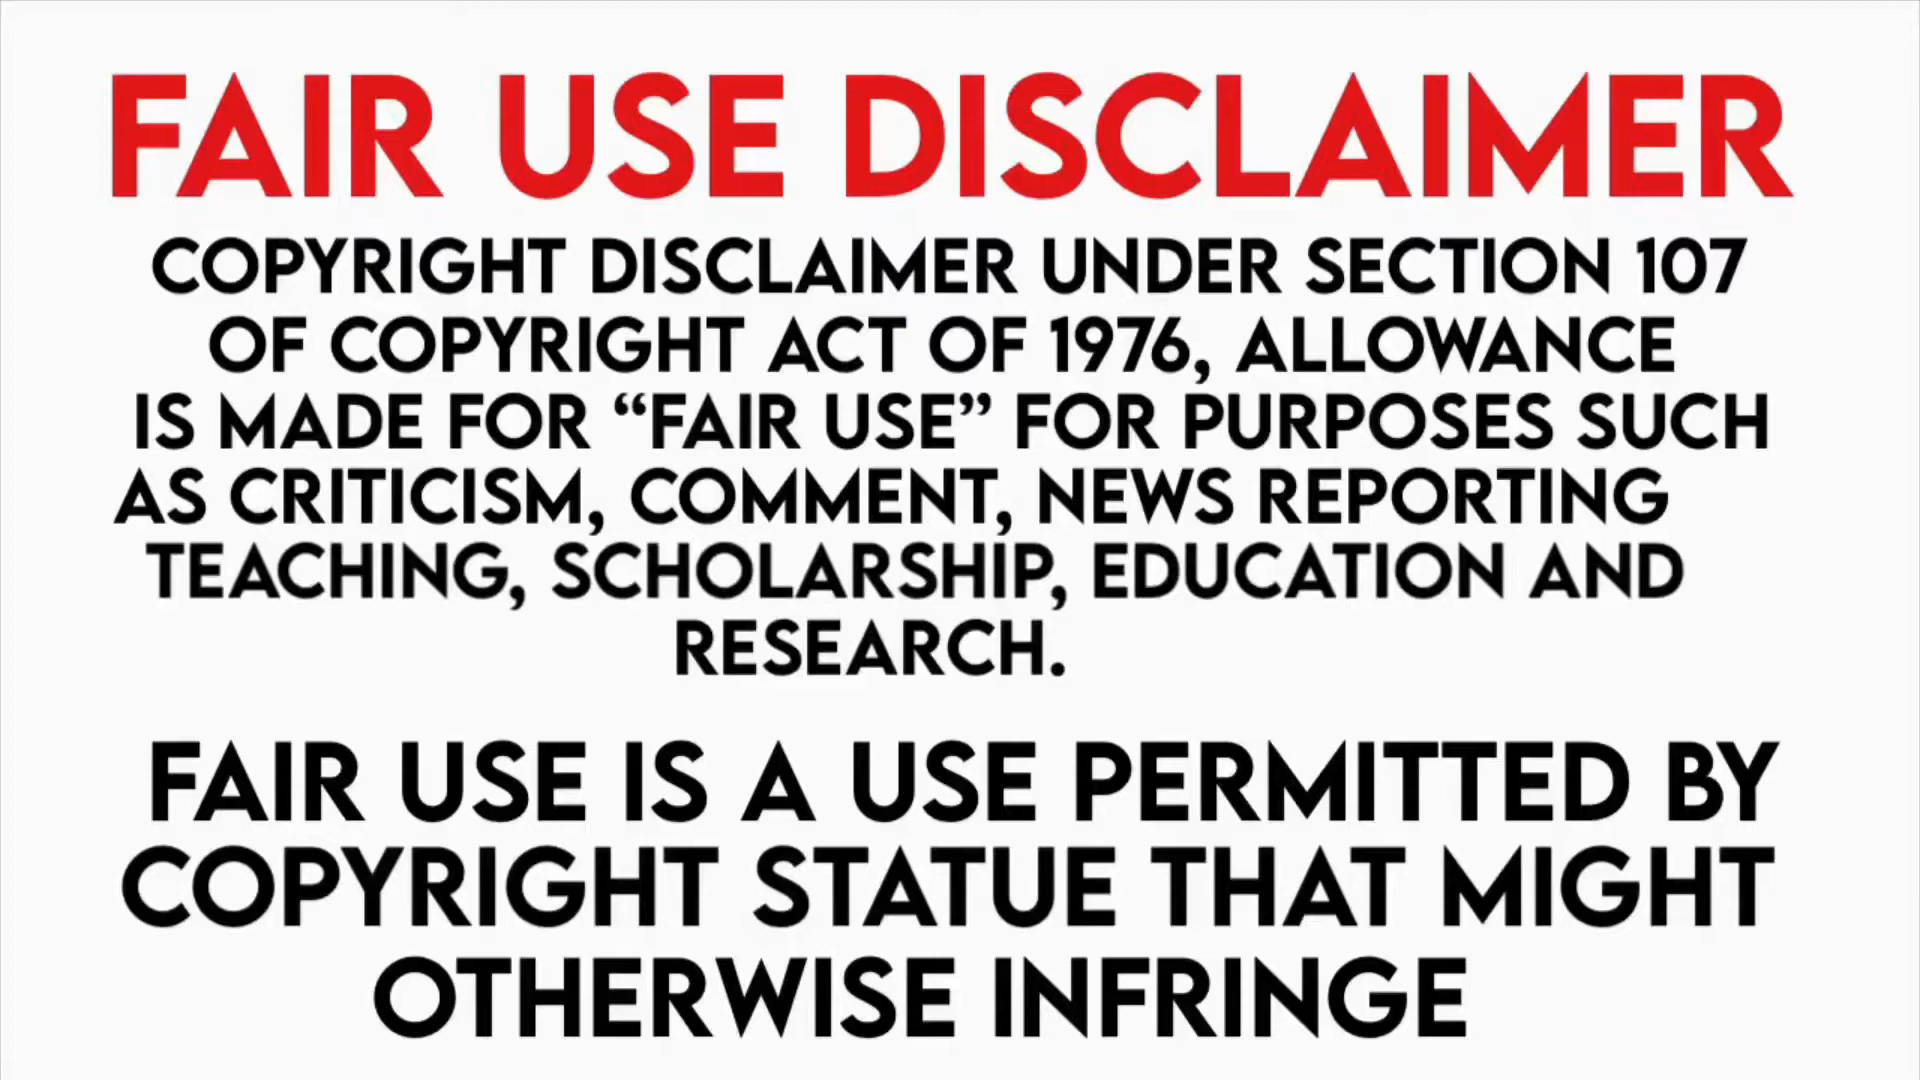 FAIR USE DISCLAIMER
COPYRIGHT DISCLAIMER UNDER SECTION 107
OF COPYRIGHT ACT OF 1976, ALLOWANCE
IS MADE FOR “FAIR USE” FOR PURPOSES SUCH
AS CRITICISM, COMMENT, NEWS REPORTING
TEACHING, SCHOLARSHIP, EDUCATION AND
RESEARCH.
FAIR USE IS A USE PERMITTED BY
COPYRIGHT STATUE THAT MIGHT
OTHERWISE INFRINGE